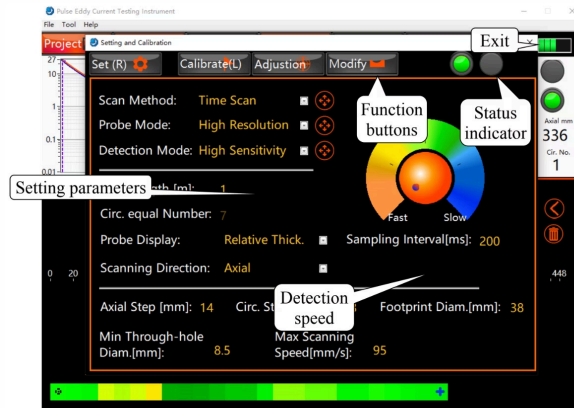 Pulse Eddy Current Testing Instrument
File Tool Help
Project
Setting and Calibration
Exit
Set (R)
Calibrate(L)
Adjustion
Modify
27
10
1
0.1
0.01
0 20
448
Axial mm
336
Cir. No.
1
Scan Method: Time Scan
Probe Mode: High Resolution
Detection Mode: High Sensitivity
Function
buttons
Status
indicator
Setting parameters
[m]: 1
Circ. equal Number: 7
Fast Slow
Probe Display: Relative Thick.
Sampling Interval[ms]: 200
Scanning Direction: Axial
Detection
speed
Axial Step [mm]: 14 Circ. Footprint Diam.[mm]: 38
Min Through-hole
Diam.[mm]: 8.5
Max Scanning
Speed[mm/s]: 95